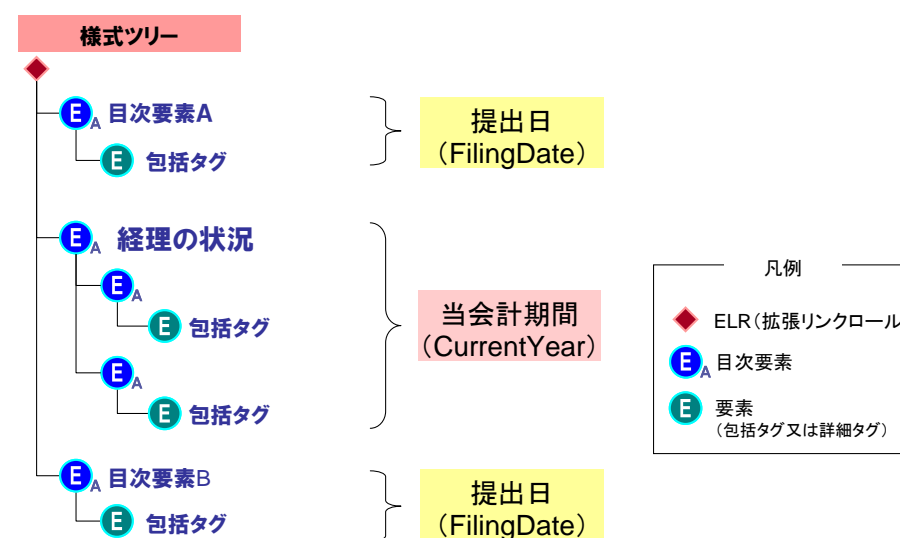 様式ツリー
E A 目次要素A
E 包括タグ
提出日
（FilingDate）
E A 経理の状況
E A
E 包括タグ
E A
E 包括タグ
当会計期間
（CurrentYear）
E A 目次要素B
E 包括タグ
提出日
（FilingDate）
凡例
ELR（拡張リンクロール
E A 目次要素
E 要素
（包括タグ又は詳細タグ）